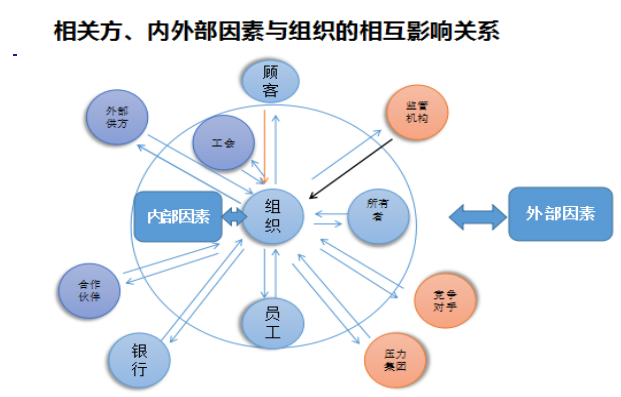 相关方、内外部因素与组织的相互影响关系
顾
客
外部
供方
监管
机构
工会
内部因素
组
织
所有
者
外部因素
合作
伙伴
竞争
对手
员
工
银
行
压力
集团